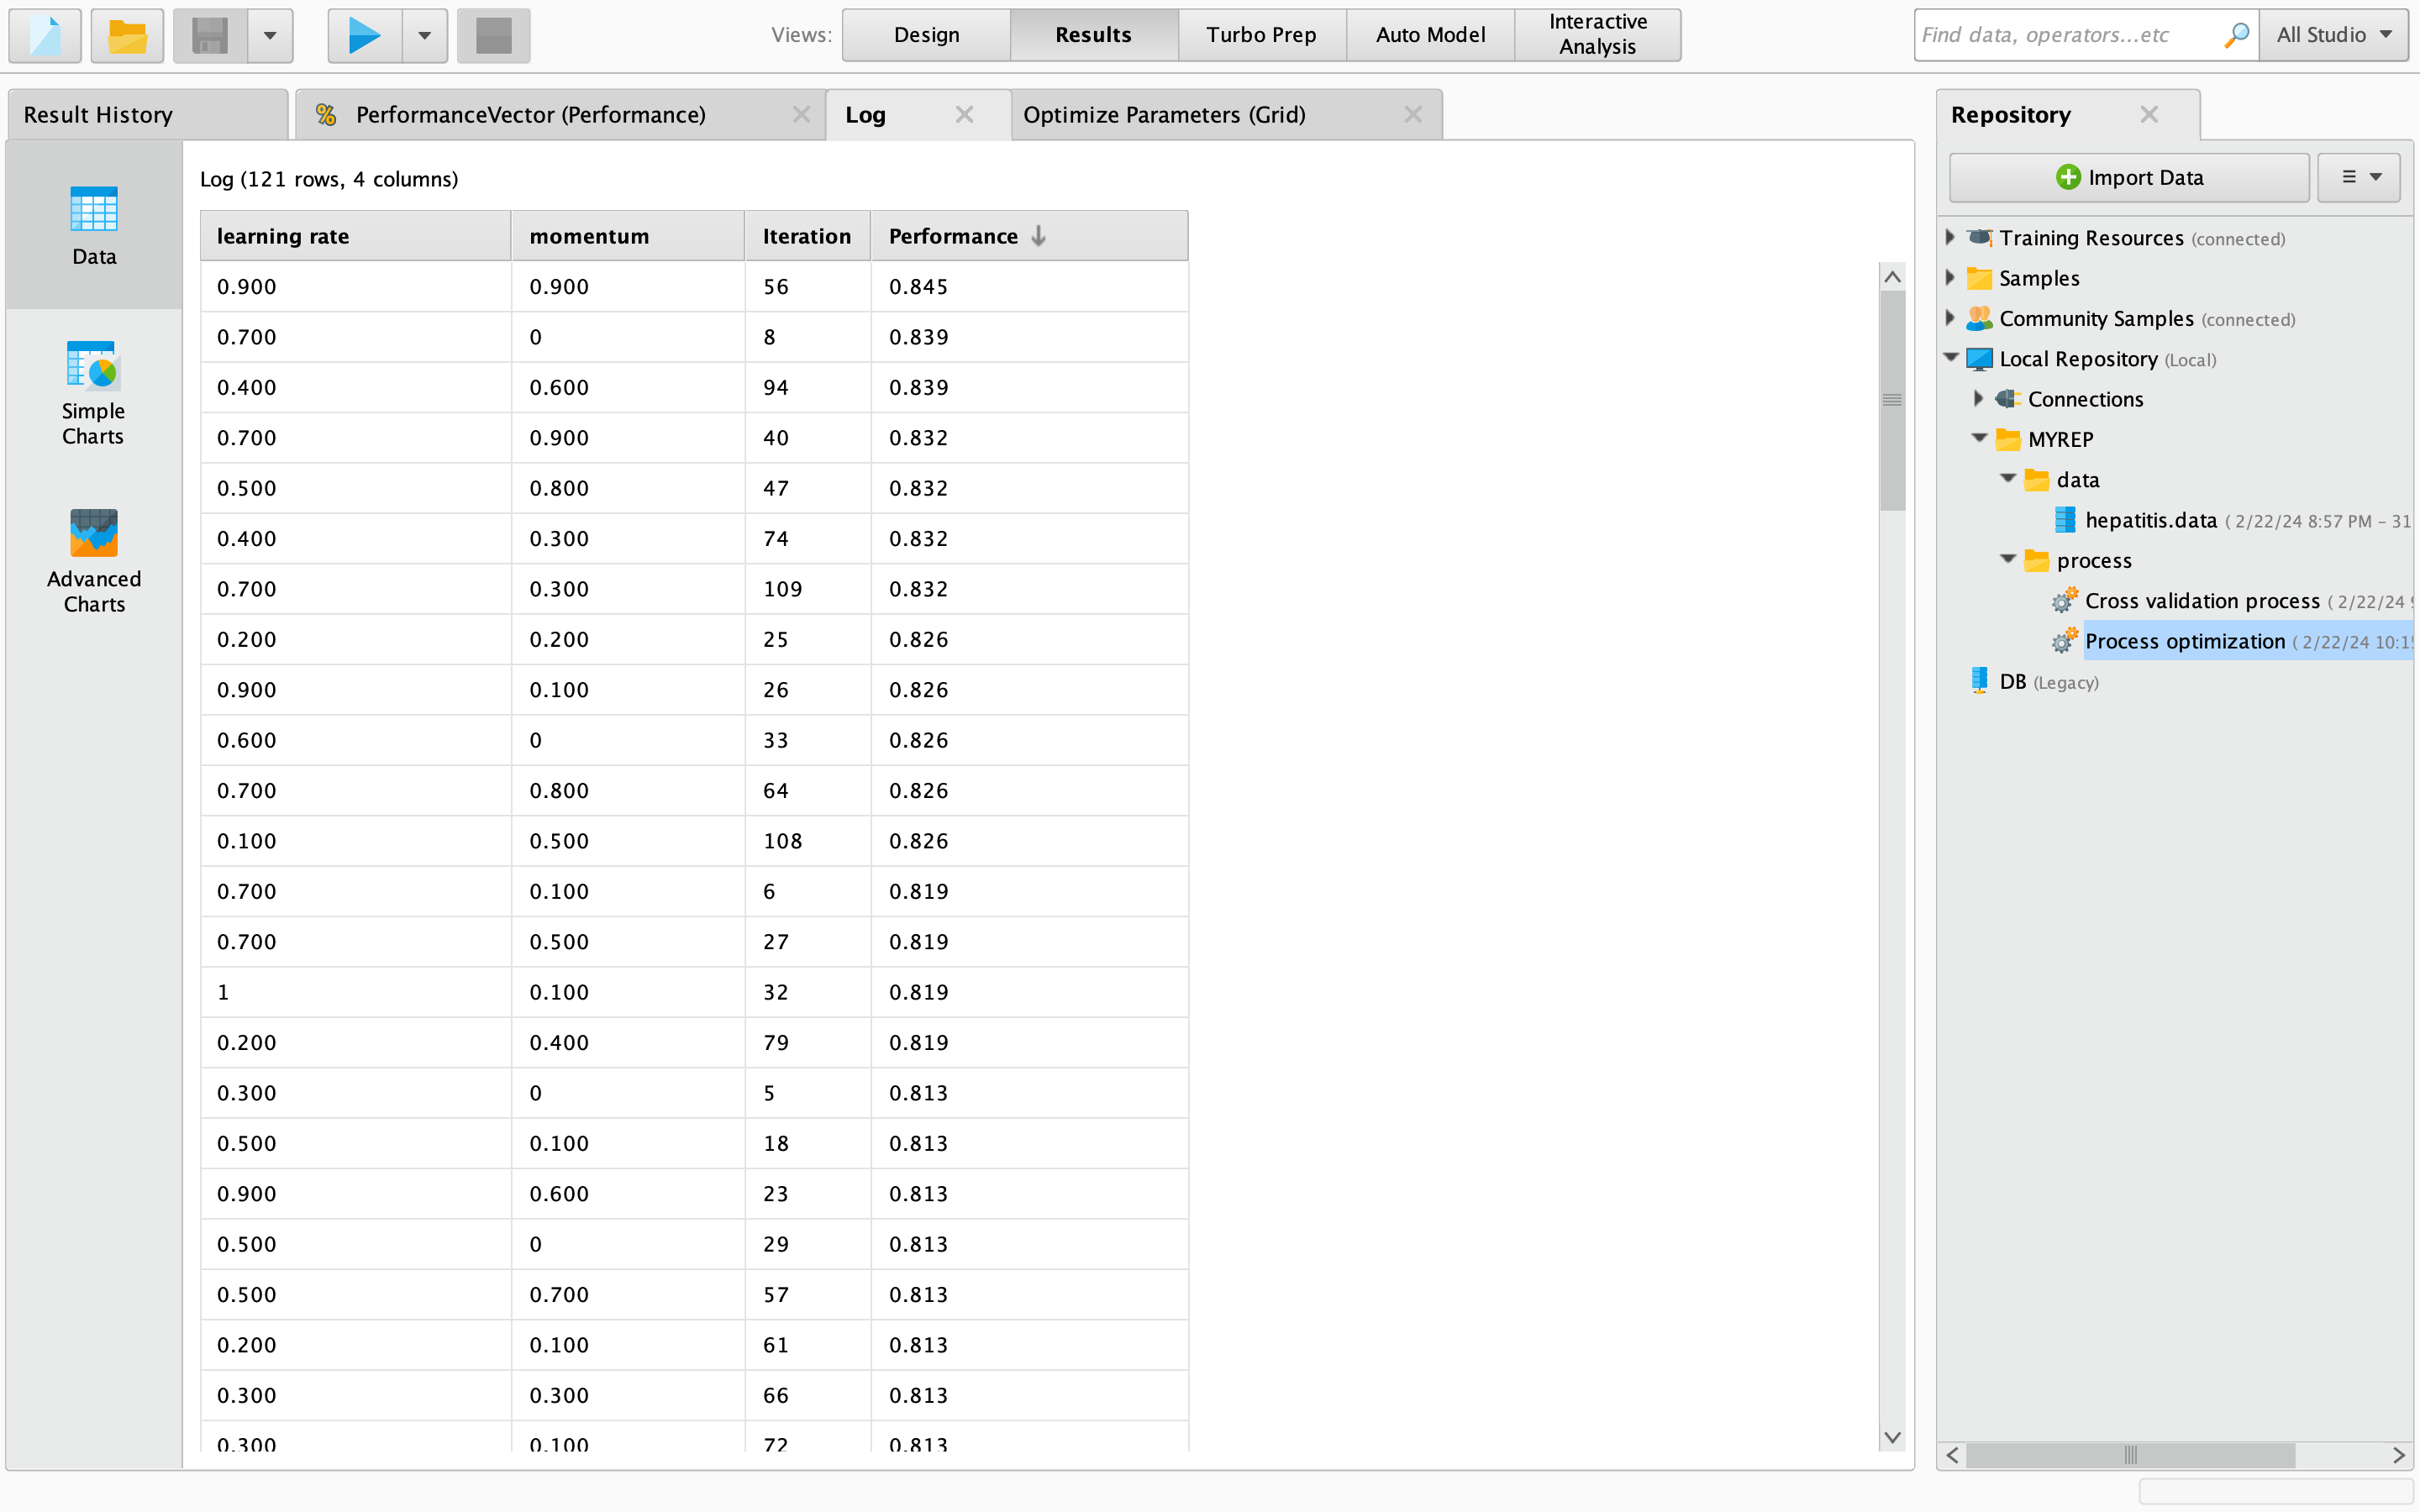 Views: Design Results Turbo Prep Auto Model Interactive Analysis
Find data, operators...etc All Studio
Result History PerformanceVector (Performance) Log Optimize Parameters (Grid)
Data
Simple
Charts
Advanced
Charts
Log (121 rows, 4 columns)
learning rate momentum Iteration Performance
0.900 0.900 56 0.845
0.700 0 8 0.839
0.400 0.600 94 0.839
0.700 0.900 40 0.832
0.500 0.800 47 0.832
0.400 0.300 74 0.832
0.700 0.300 109 0.832
0.200 0.200 25 0.826
0.900 0.100 26 0.826
0.600 0 33 0.826
0.700 0.800 64 0.826
0.100 0.500 108 0.826
0.700 0.100 6 0.819
0.700 0.500 27 0.819
1 0.100 32 0.819
0.200 0.400 79 0.819
0.300 0 5 0.813
0.500 0.100 18 0.813
0.900 0.600 23 0.813
0.500 0 29 0.813
0.500 0.700 57 0.813
0.200 0.100 61 0.813
0.300 0.300 66 0.813
0.300 0.100 72 0.813
Repository
Import Data
Training Resources (connected)
Samples
Community Samples (connected)
Local Repository (Local)
Connections
MYREP
data
hepatitis.data ( 2/22/24 8:57 PM – 31
process
Cross validation process ( 2/22/24
Process optimization ( 2/22/24 10:1
DB (Legacy)